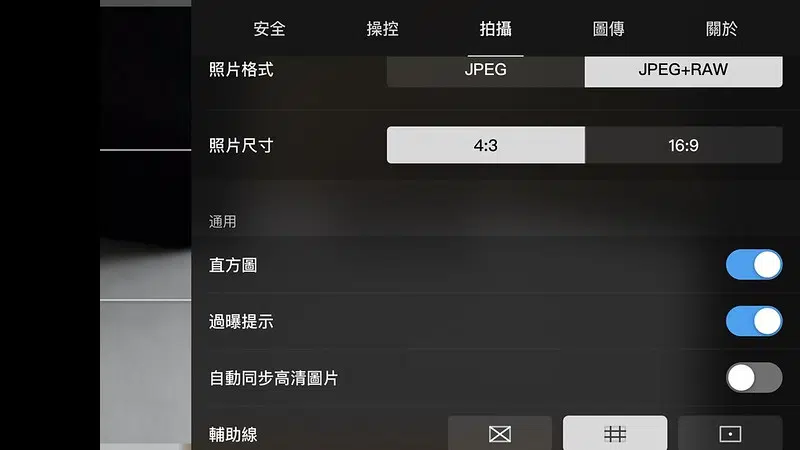 安全 操控 拍攝 圖傳 關於
照片格式 JPEG JPEG+RAW
照片尺寸 4:3 16:9
通用
直方圖
過曝提示
自動同步高清圖片
輔助線